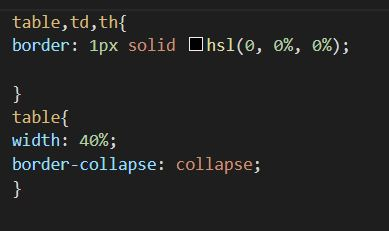 table,td,th{
border: 1px solid hsl(0, 0%, 0%);
}
table{
width: 40%;
border-collapse: collapse;
}